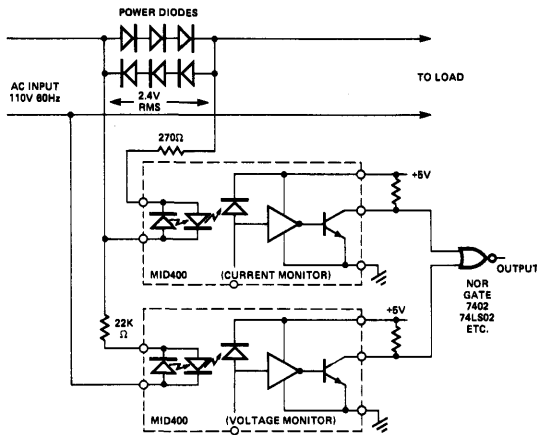 POWER DIODES
AC INPUT
110V 60Hz
2.4V
RMS
TO LOAD
270Ω
+5V
MID400
(CURRENT MONITOR)
22K
Ω
+5V
MID400
(VOLTAGE MONITOR)
OUTPUT
NOR
GATE
7402
74LS02
ETC.